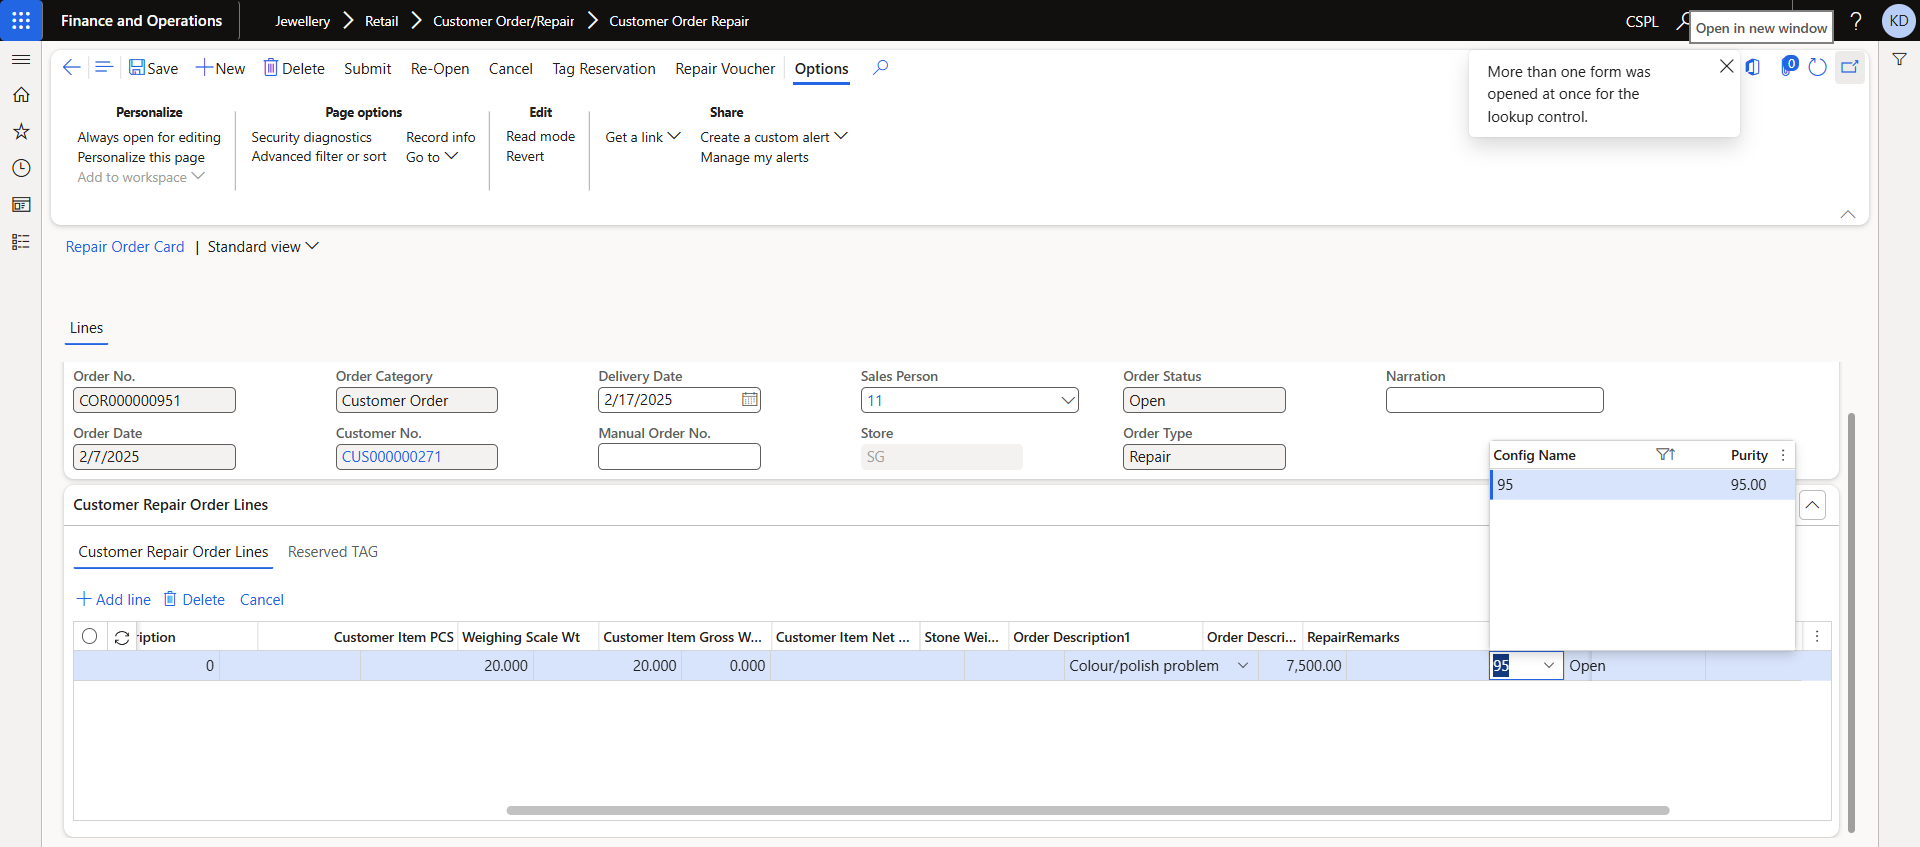 Finance and Operations
Jewellery
Retail
Customer Order/Repair
Customer Order Repair
CSPL
Open in new window
?
KD
Save
New
Delete
Submit
Re-Open
Cancel
Tag Reservation
Repair Voucher
Options
More than one form was
opened at once for the
lookup control.
0
Personalize
Always open for editing
Personalize this page
Add to workspace
Page options
Security diagnostics
Advanced filter or sort
Record info
Go to
Edit
Read mode
Revert
Get a link
Share
Create a custom alert
Manage my alerts
Repair Order Card | Standard view
Lines
Order No.
COR000000951
Order Date
2/7/2025
Order Category
Customer Order
Customer No.
CUS000000271
Delivery Date
2/17/2025
Manual Order No.
Sales Person
11
Store
SG
Order Status
Open
Order Type
Repair
Narration
Config Name
Purity
95
95.00
Customer Repair Order Lines
Customer Repair Order Lines
Reserved TAG
Add line
Delete
Cancel
ription
Customer Item PCS
Weighing Scale Wt
Customer Item Gross W...
Customer Item Net ...
Stone Wei...
Order Description1
Order Descri...
RepairRemarks
0
20.000
20.000
0.000
Colour/polish problem
7,500.00
95
Open